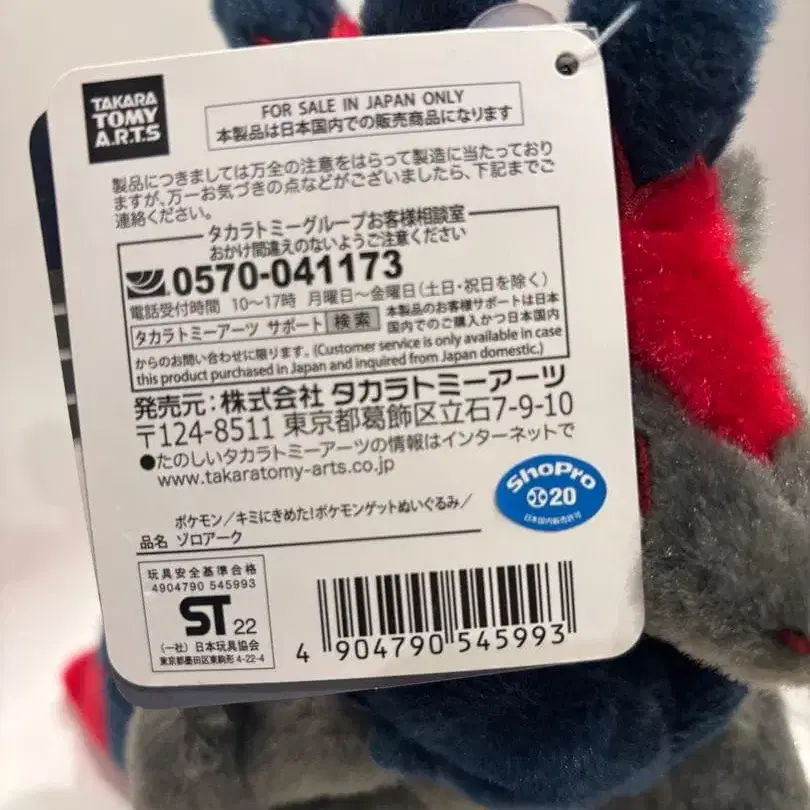 TAKARA
TOMY
A.R.T.S
FOR SALE IN JAPAN ONLY
本製品は日本国内での販売商品になります
製品につきましては万全の注意をはらって製造に当たっており
ますが、万一お気づきの点などがございましたら、下記までご
連絡ください。
タカラトミーグループお客様相談室
おかけ間違えのないようご注意ください
0570-041173
電話受付時間 10〜17時 月曜日〜金曜日(土日・祝日を除く)
タカラトミーアーツ サポート 検索
本製品のお客様サポートは日本
国内でのご購入かつ日本国内
からのお問い合わせに限ります。(Customer service is only available in case
this product purchased in Japan and inquired from Japan domestic.)
発売元:株式会社 タカラトミーアーツ
〒124-8511 東京都葛飾区立石7-9-10
●たのしいタカラトミーアーツの情報はインターネットで
www.takaratomy-arts.co.jp
ShoPro
20
日本国内販売許可
ポケモン/キミにきめた!ポケモンゲットぬいぐるみ/
品名 ゾロアーク
玩具安全基準合格
4904790 545993
ST 22
(一社)日本玩具協会
東京都墨田区東駒形4-22-4
4 904790 545993